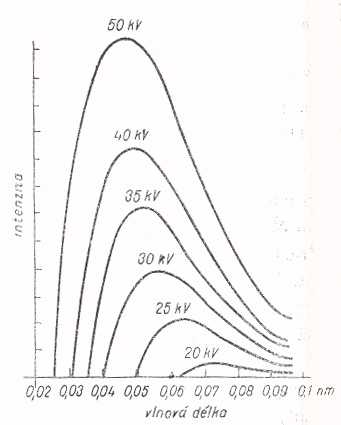 50 kV
40 kV
35 kV
30 kV
25 kV
20 kV
intenzita
0,02 0,03 0,04 0,05 0,06 0,07 0,08 0,09 0,1 nm
vlnová délka